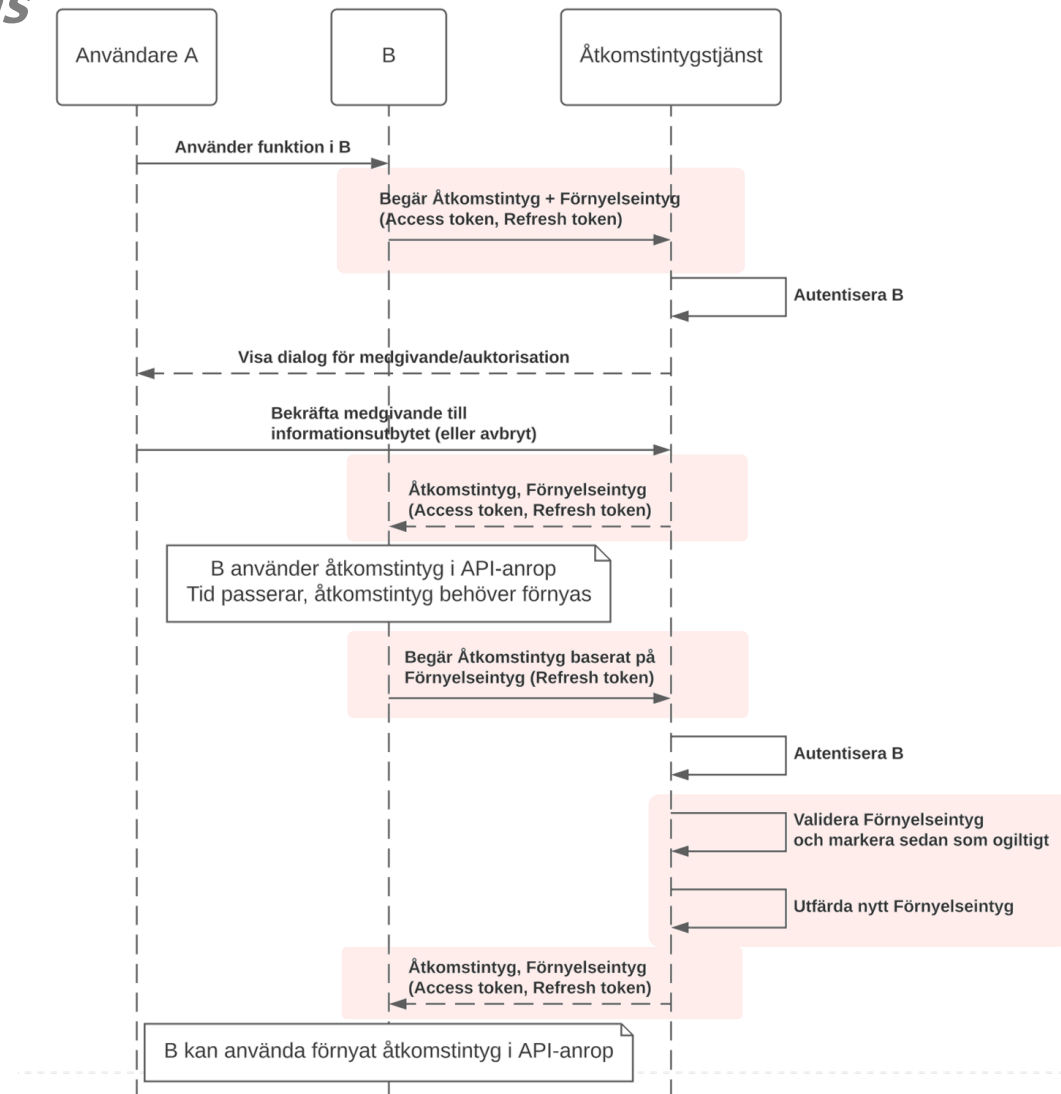 Användare A
B
Åtkomstintygstjänst
Använder funktion i B
Begär Åtkomstintyg + Förnyelseintyg
(Access token, Refresh token)
Autentisera B
Visa dialog för medgivande/auktorisation
Bekräfta medgivande till
informationsutbytet (eller avbryt)
Åtkomstintyg, Förnyelseintyg
(Access token, Refresh token)
B använder åtkomstintyg i API-anrop
Tid passerar, åtkomstintyg behöver förnyas
Begär Åtkomstintyg baserat på
Förnyelseintyg (Refresh token)
Autentisera B
Validera Förnyelseintyg
och markera sedan som ogiltigt
Utfärda nytt Förnyelseintyg
Åtkomstintyg, Förnyelseintyg
(Access token, Refresh token)
B kan använda förnyat åtkomstintyg i API-anrop